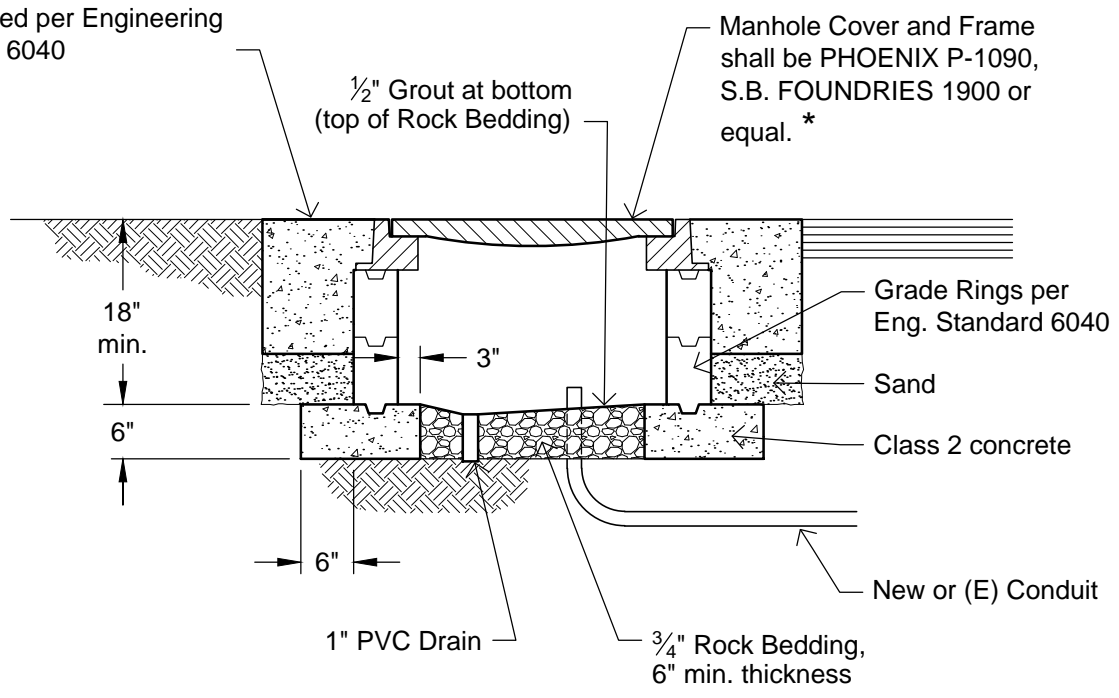 ed per Engineering
6040
½" Grout at bottom
(top of Rock Bedding)
Manhole Cover and Frame
shall be PHOENIX P-1090,
S.B. FOUNDRIES 1900 or
equal. *
18"
min.
3"
6"
6"
Grade Rings per
Eng. Standard 6040
Sand
Class 2 concrete
New or (E) Conduit
1" PVC Drain
¾" Rock Bedding,
6" min. thickness